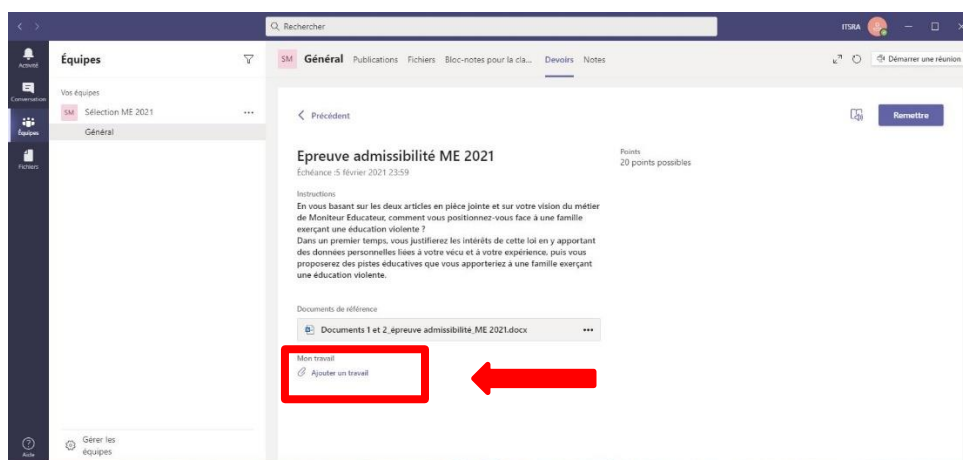 Rechercher
ITSRA
Activité
Conversation
Équipes
Fichiers
Aide
Équipes
Vos équipes
SM Sélection ME 2021 •••
Général
Gérer les
équipes
SM Général Publications Fichiers Bloc-notes pour la cla... Devoirs Notes
Démarrer une réunion
Précédent
Remettre
Epreuve admissibilité ME 2021
Échéance :5 février 2021 23:59
Points
20 points possibles
Instructions
En vous basant sur les deux articles en pièce jointe et sur votre vision du métier
de Moniteur Educateur, comment vous positionnez-vous face à une famille
exerçant une éducation violente ?
Dans un premier temps, vous justifierez les intérêts de cette loi en y apportant
des données personnelles liées à votre vécu et à votre expérience, puis vous
proposerez des pistes éducatives que vous apporteriez à une famille exerçant
une éducation violente.
Documents de référence
Documents 1 et 2_épreuve admissibilité_ME 2021.docx •••
Mon travail
Ajouter un travail